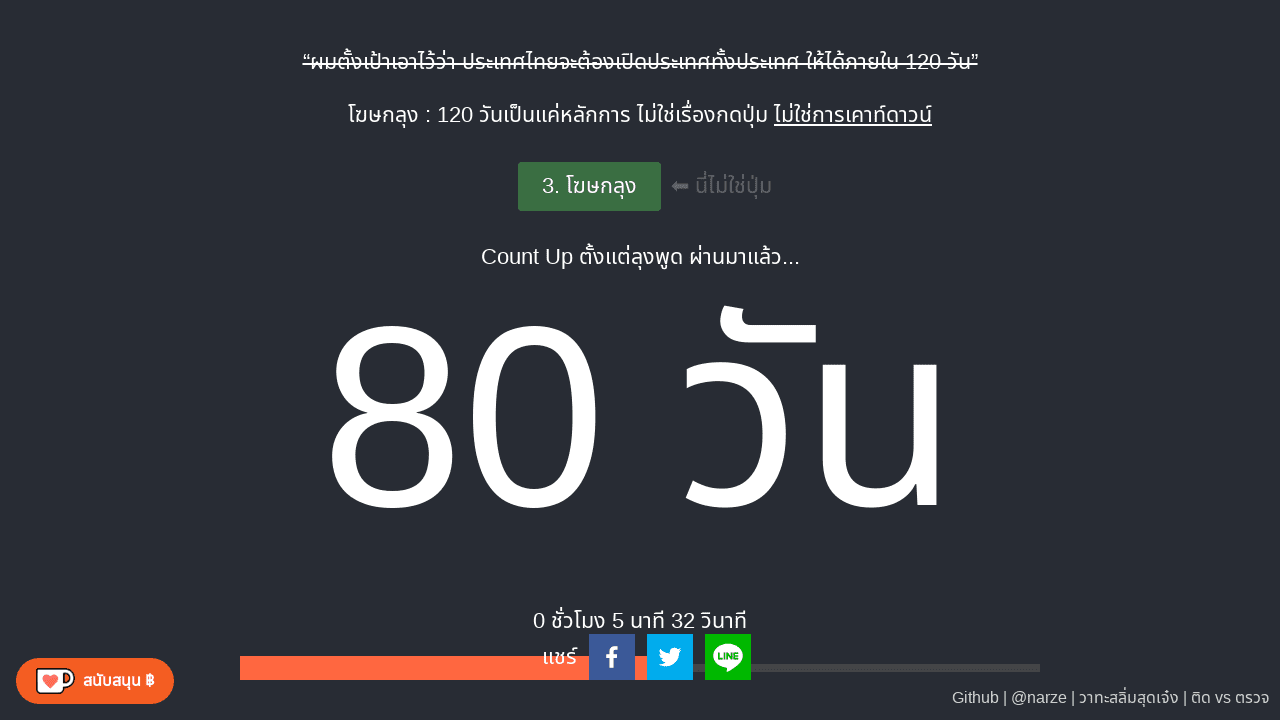 “ผมตั้งเป้าเอาไว้ว่า ประเทศไทยจะต้องเปิดประเทศทั้งประเทศ ให้ได้ภายใน 120 วัน”
โฆษกลุง : 120 วันเป็นแค่หลักการ ไม่ใช่เรื่องกดปุ่ม ไม่ใช่การเคาท์ดาวน์
3. โฆษกลุง ⬅ นี่ไม่ใช่ปุ่ม
Count Up ตั้งแต่ลุงพูด ผ่านมาแล้ว...
80 วัน
0 ชั่วโมง 5 นาที 32 วินาที
แชร์ LINE
สนับสนุน ฿
Github | @narze | วาทะสลิ่มสุดเจ๋ง | ติด vs ตรวจ